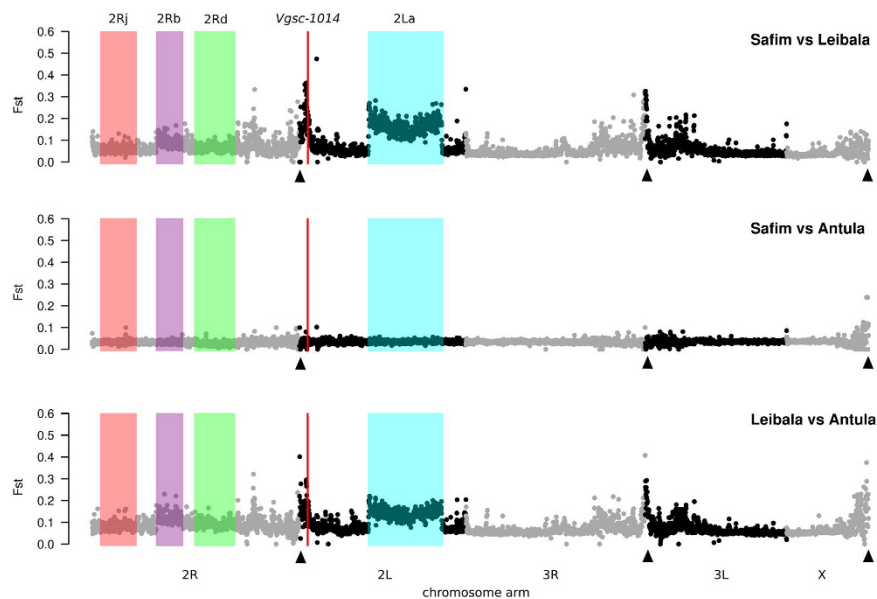 2Rj 2Rb 2Rd Vgsc-1014 2La
Safim vs Leibala
0.6
0.5
0.4
0.3
0.2
0.1
0.0
Fst
Safim vs Antula
0.6
0.5
0.4
0.3
0.2
0.1
0.0
Fst
Leibala vs Antula
0.6
0.5
0.4
0.3
0.2
0.1
0.0
Fst
2R 2L 3R 3L X
chromosome arm